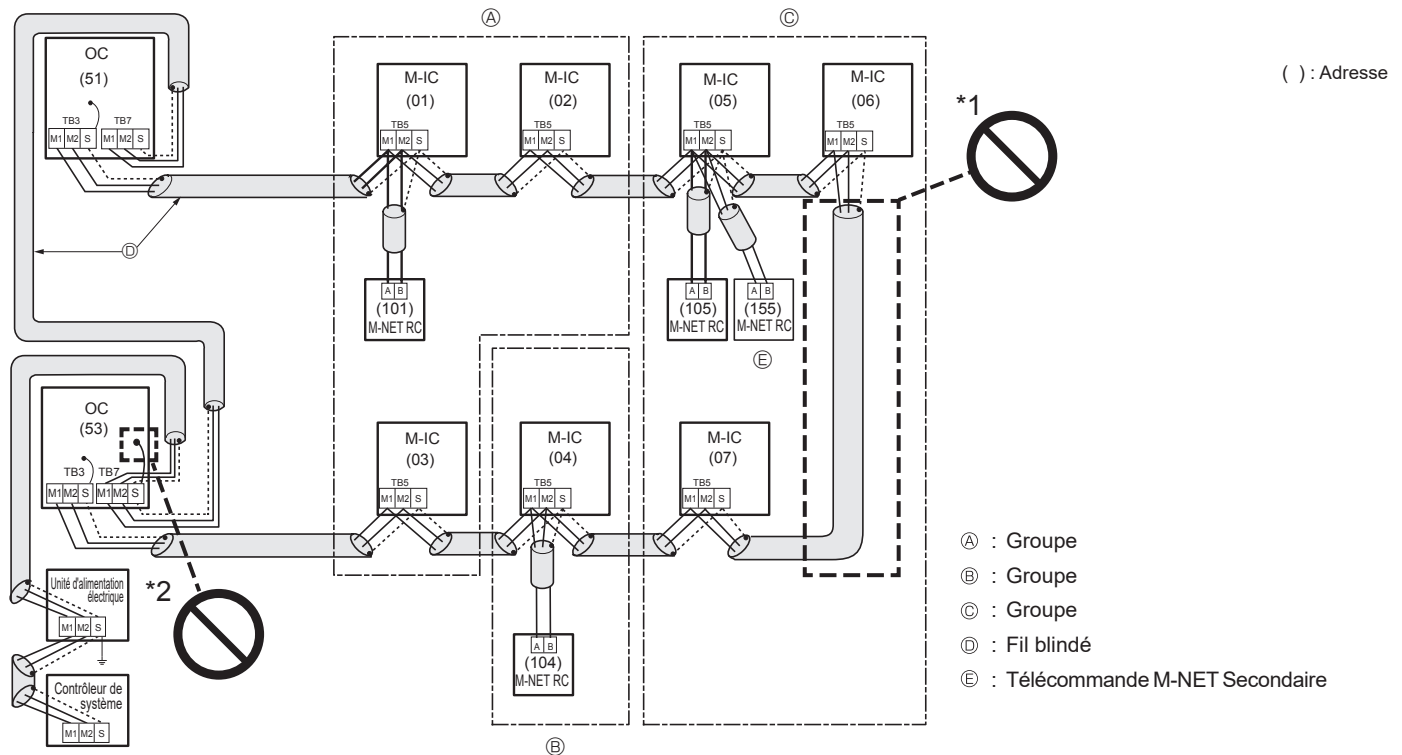 Ⓐ
Ⓒ
( ) : Adresse
OC
(51)
TB3 TB7
M1 M2 S M1 M2 S
M-IC
(01)
TB5
M1 M2 S
M-IC
(02)
TB5
M1 M2 S
M-IC
(05)
TB5
M1 M2 S
M-IC
(06)
TB5
M1 M2 S
*1
Ⓓ
A B
(101)
M-NET RC
A B
(105)
M-NET RC
A B
(155)
M-NET RC
Ⓔ
OC
(53)
TB3 TB7
M1 M2 S M1 M2 S
M-IC
(03)
TB5
M1 M2 S
M-IC
(04)
TB5
M1 M2 S
M-IC
(07)
TB5
M1 M2 S
*2
Unité d'alimentation
électrique
M1 M2 S
Contrôleur de
système
M1 M2 S
A B
(104)
M-NET RC
Ⓑ
Ⓐ : Groupe
Ⓑ : Groupe
Ⓒ : Groupe
Ⓓ : Fil blindé
Ⓔ : Télécommande M-NET Secondaire